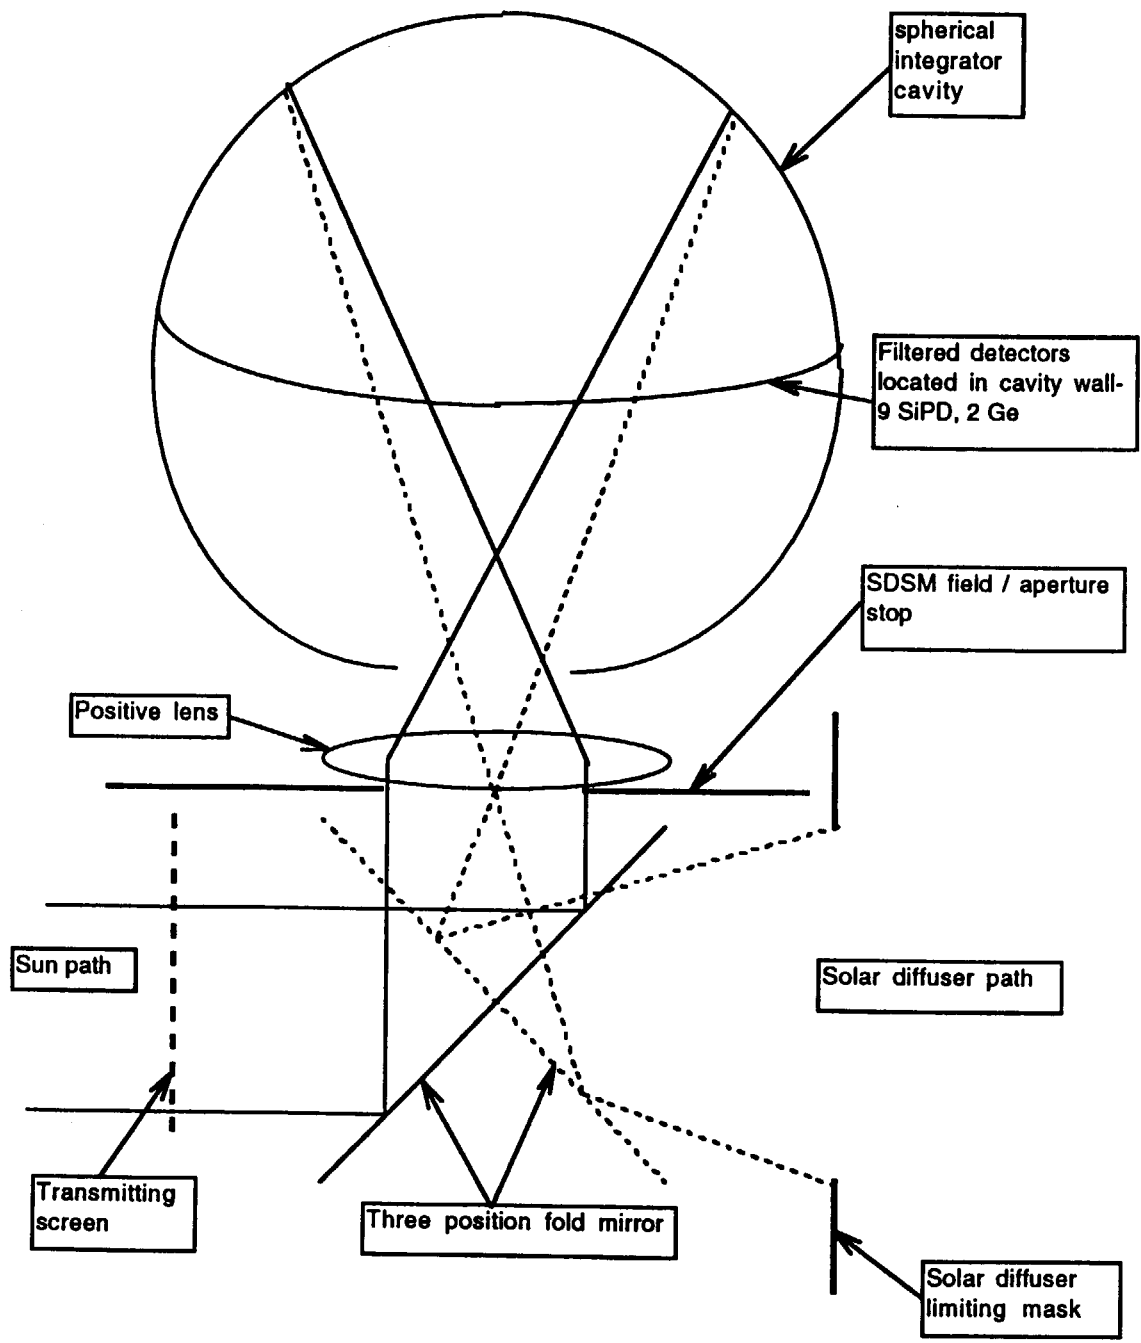 spherical
integrator
cavity
Filtered detectors
located in cavity wall-
9 SiPD, 2 Ge
SDSM field / aperture
stop
Positive lens
Sun path
Solar diffuser path
Transmitting
screen
Three position fold mirror
Solar diffuser
limiting mask